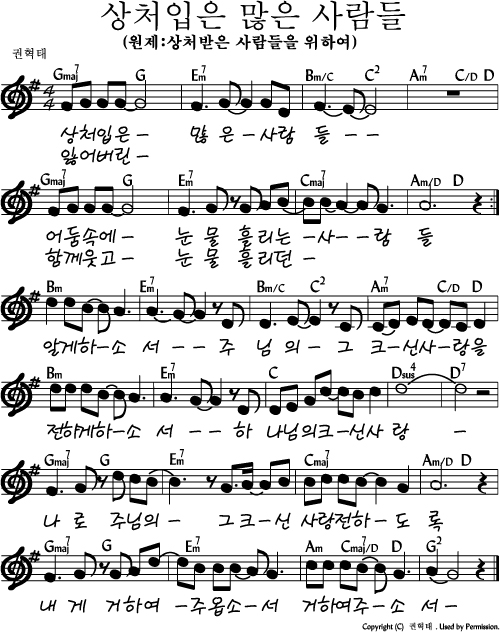 상처입은 많은 사람들
(원제:상처받은 사람들을 위하여)
권혁태
Gmaj7 G Em7 Bm/C C2 Am7 C/D D
상처입은- 많 은-사람 들 - -
잃어버린-
Gmaj7 G Em7 Cmaj7 Am/D D
어둠속에- 눈 물 흘리는-사--람 들
함께웃고- 눈 물 흘리던 -
Bm Em7 Bm/C C2 Am7 C/D D
알게하-소 서-- 주 님 의-그 크-선사랑을
Bm Em7 C Dsus4 D7
전하게하-소 서-- 하 나님의크-신사 랑 -
Gmaj7 G Em7 Cmaj7 Am/D D
나 로 주님의 -- 그크-신 사랑전하-도 록
Gmaj7 G Em7 Am Cmaj7/D D G2
내 게 거하여 -주옵소-서 거하여주-소 서-
Copyright (C) 권혁태 . Used by Permission.